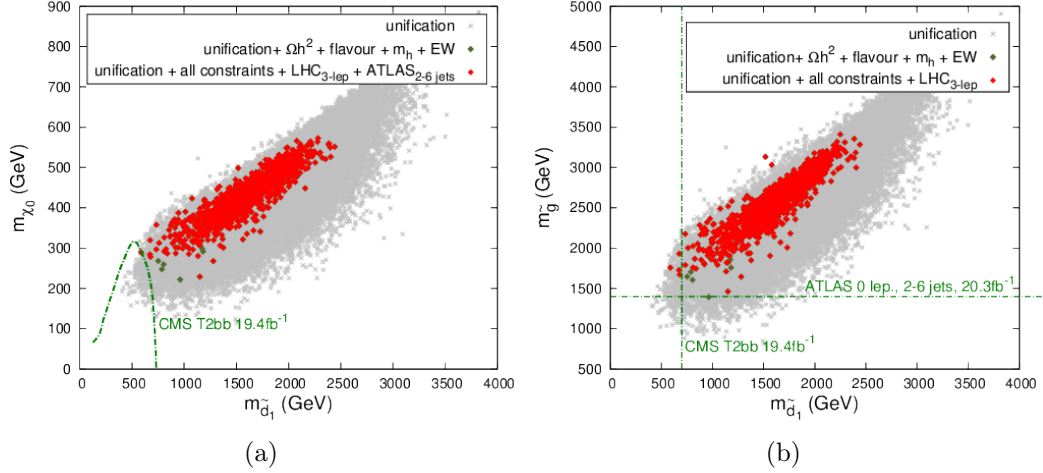 unification
unification+ Ωh² + flavour + mₕ + EW
unification + all constraints + LHC₃₋ₗₑₚ + ATLAS₂₋₆ ⱼₑₜₛ
900
800
700
600
500
400
300
200
100
0
0
500
1000
1500
2000
2500
3000
3500
4000
m_χ₀ (GeV)
m_d̃₁ (GeV)
CMS T2bb 19.4fb⁻¹
(a)
unification
unification+ Ωh² + flavour + mₕ + EW
unification + all constraints + LHC₃₋ₗₑₚ
5000
4500
4000
3500
3000
2500
2000
1500
1000
500
0
500
1000
1500
2000
2500
3000
3500
4000
m_g̃ (GeV)
m_d̃₁ (GeV)
ATLAS 0 lep., 2-6 jets, 20.3fb⁻¹
CMS T2bb 19.4fb⁻¹
(b)